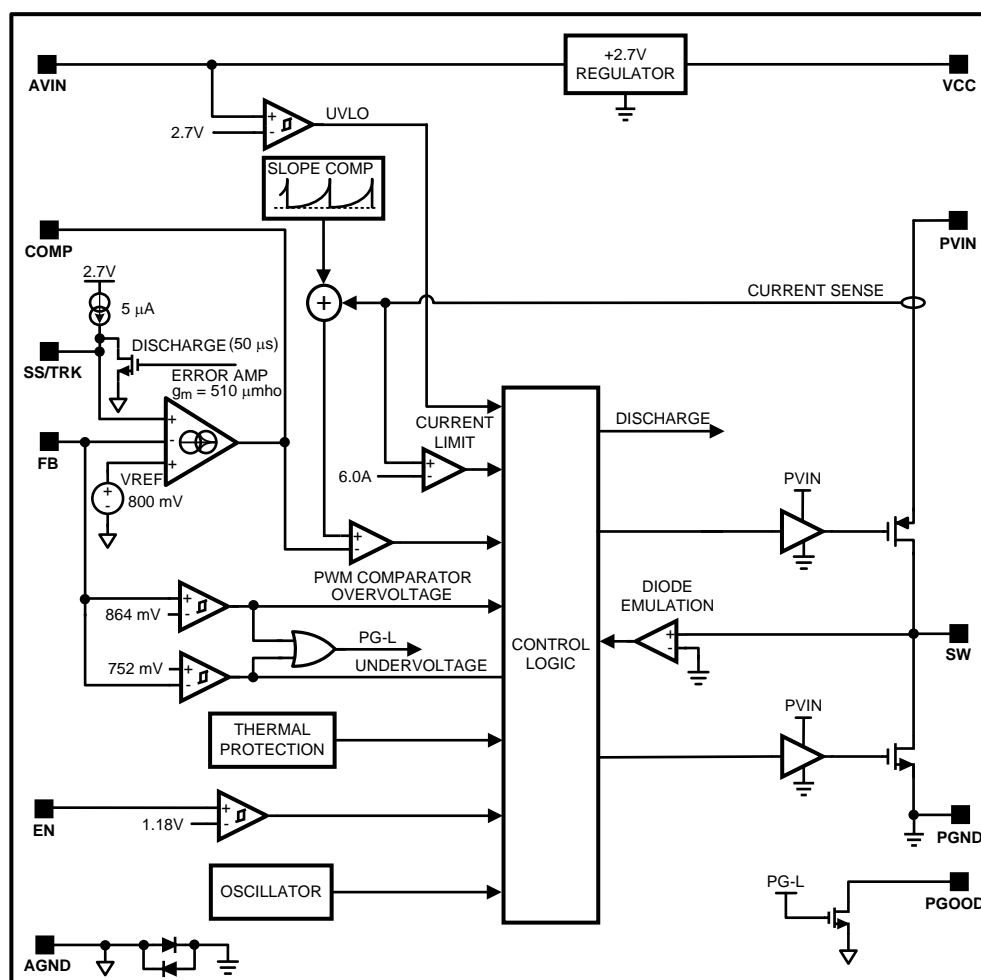 +2.7V
REGULATOR
AVIN
VCC
+
-
UVLO
2.7V
SLOPE COMP
COMP
PVIN
2.7V
5 μA
+
CURRENT SENSE
DISCHARGE (50 μs)
SS/TRK
ERROR AMP
gm = 510 μmho
+
-
+
FB
VREF
800 mV
+
-
CURRENT
LIMIT
+
-
6.0A
DISCHARGE
PVIN
+
-
PWM COMPARATOR
OVERVOLTAGE
+
-
864 mV
PG-L
UNDERVOLTAGE
752 mV
+
-
CONTROL
LOGIC
DIODE
EMULATION
+
-
SW
PVIN
THERMAL
PROTECTION
EN
+
-
1.18V
PGND
OSCILLATOR
PG-L
PGOOD
AGND